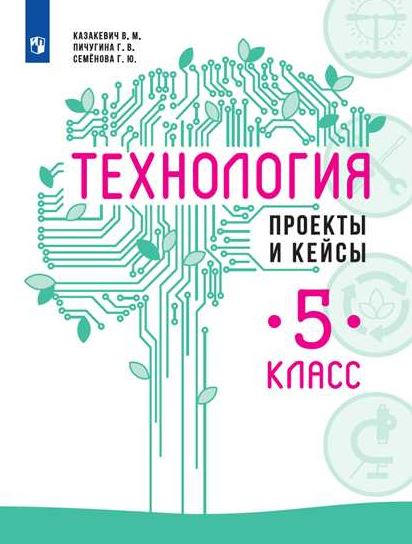 КАЗАКЕВИЧ В. М.
ПИЧУГИНА Г. В.
СЕМЁНОВА Г. Ю.
ТЕХНОЛОГИЯ
ПРОЕКТЫ
И КЕЙСЫ
• 5 •
КЛАСС